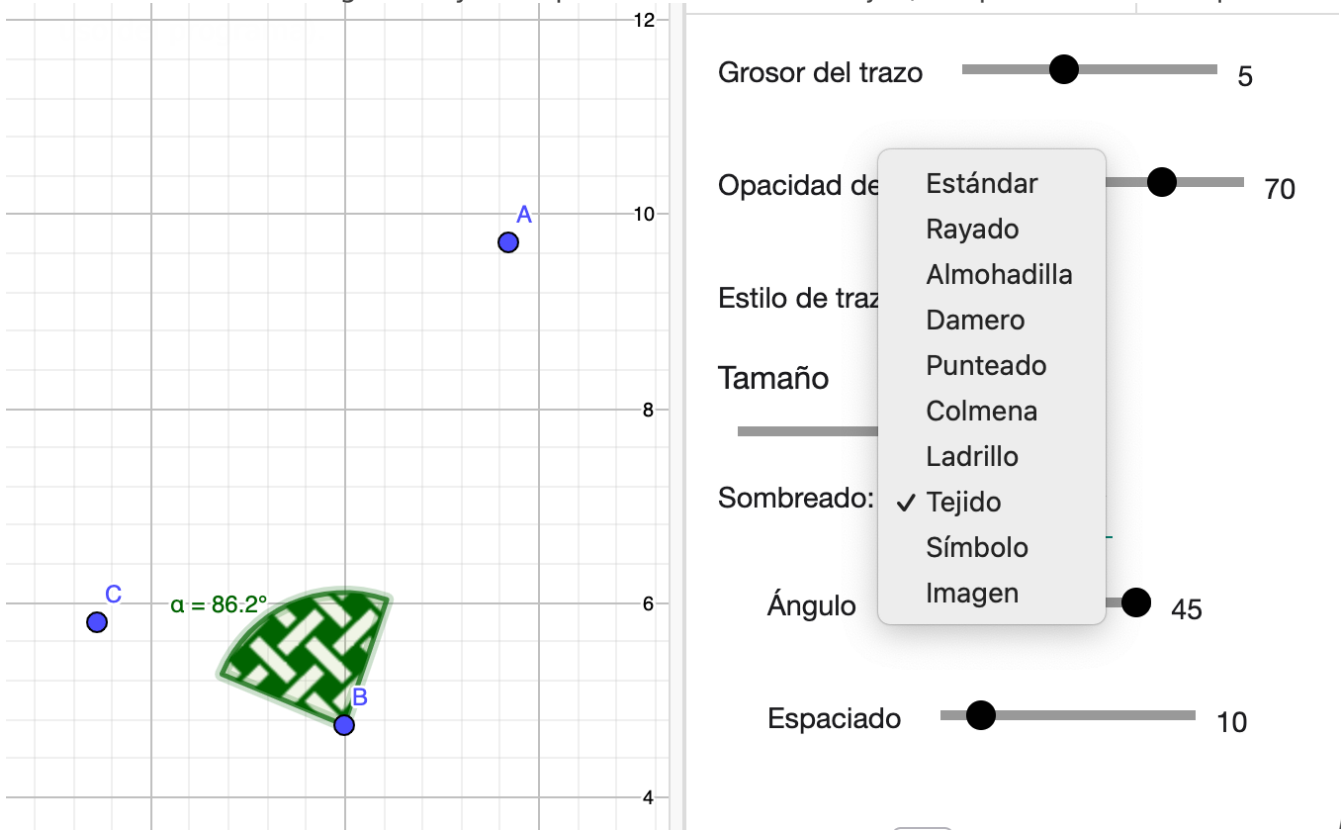 12
10
A
8
C
α = 86.2°
6
B
4
Grosor del trazo
5
Opacidad de
70
Estilo de traz
Tamaño
Sombreado:
Estándar
Rayado
Almohadilla
Damero
Punteado
Colmena
Ladrillo
✓ Tejido
Símbolo
Imagen
Ángulo
45
Espaciado
10